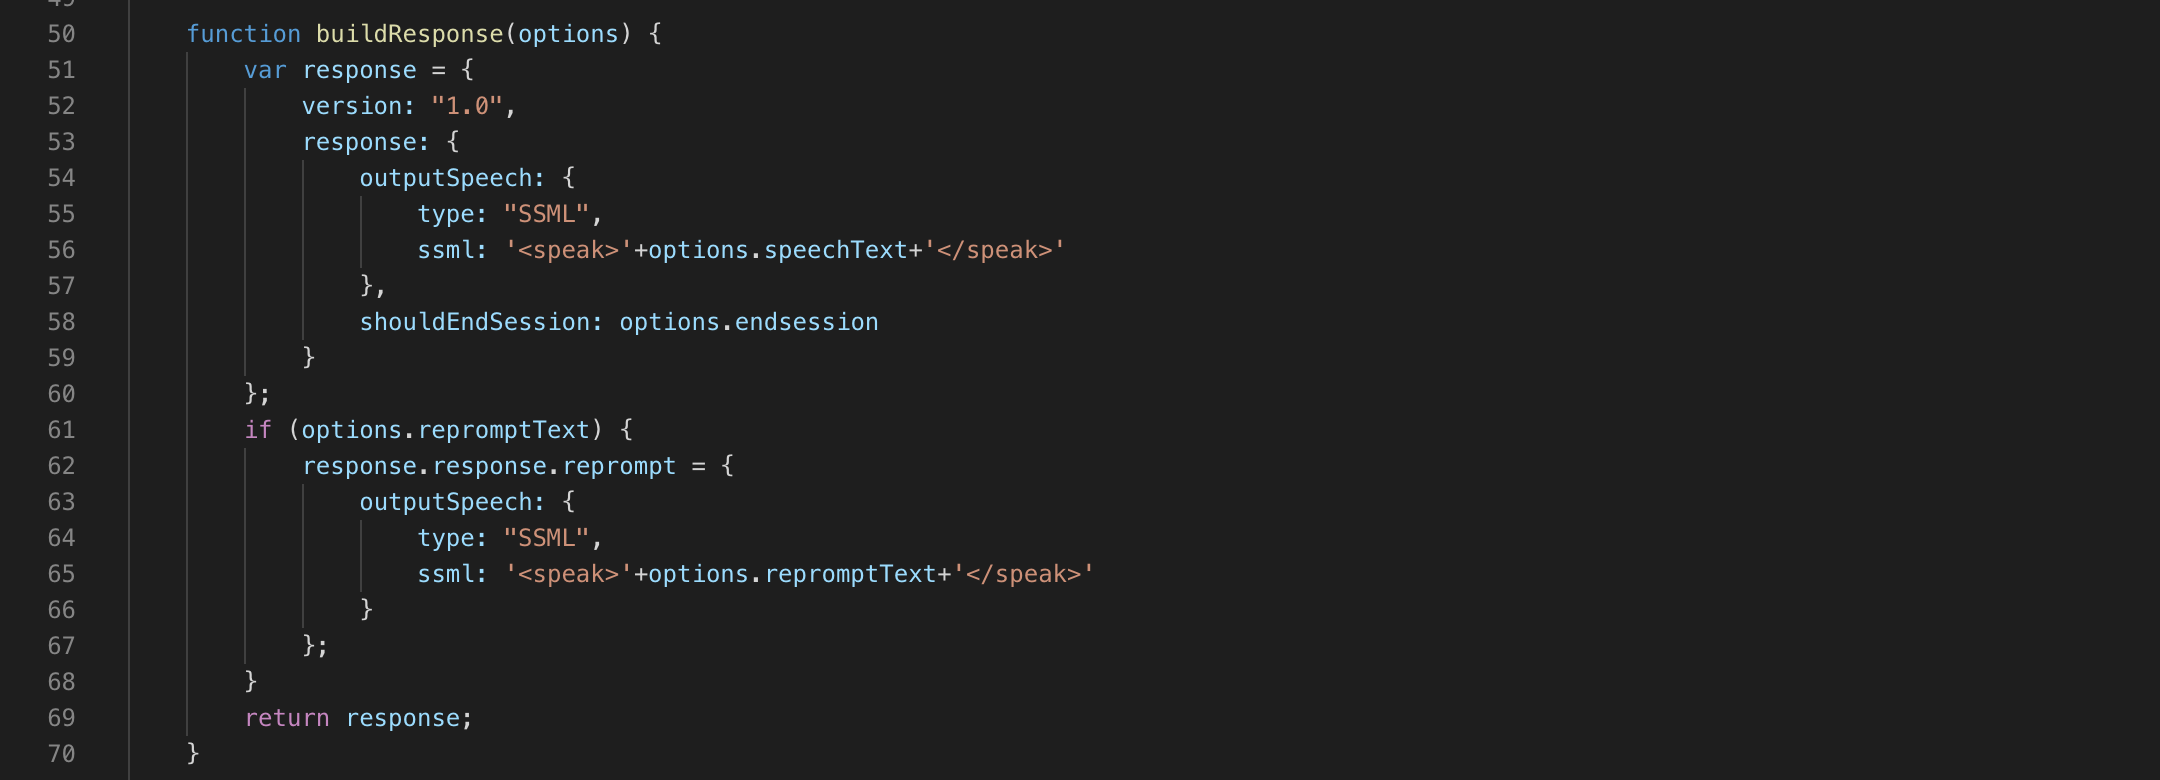 50 function buildResponse(options) {
51 var response = {
52 version: "1.0",
53 response: {
54 outputSpeech: {
55 type: "SSML",
56 ssml: '<speak>'+options.speechText+'</speak>'
57 },
58 shouldEndSession: options.endsession
59 }
60 };
61 if (options.repromptText) {
62 response.response.reprompt = {
63 outputSpeech: {
64 type: "SSML",
65 ssml: '<speak>'+options.repromptText+'</speak>'
66 }
67 };
68 }
69 return response;
70 }